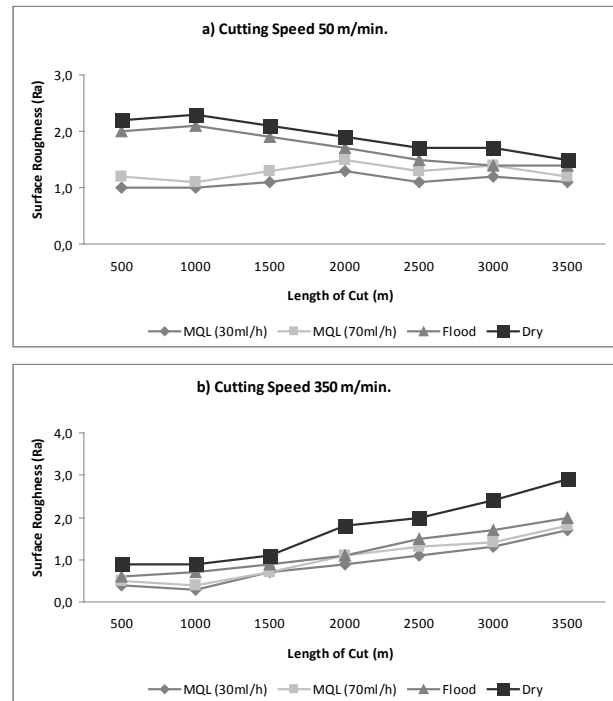 a) Cutting Speed 50 m/min.
Surface Roughness (Ra)
3,0
2,0
1,0
0,0
500 1000 1500 2000 2500 3000 3500
Length of Cut (m)
MQL (30ml/h) MQL (70ml/h) Flood Dry
b) Cutting Speed 350 m/min.
Surface Roughness (Ra)
4,0
3,0
2,0
1,0
0,0
500 1000 1500 2000 2500 3000 3500
Length of Cut (m)
MQL (30ml/h) MQL (70ml/h) Flood Dry